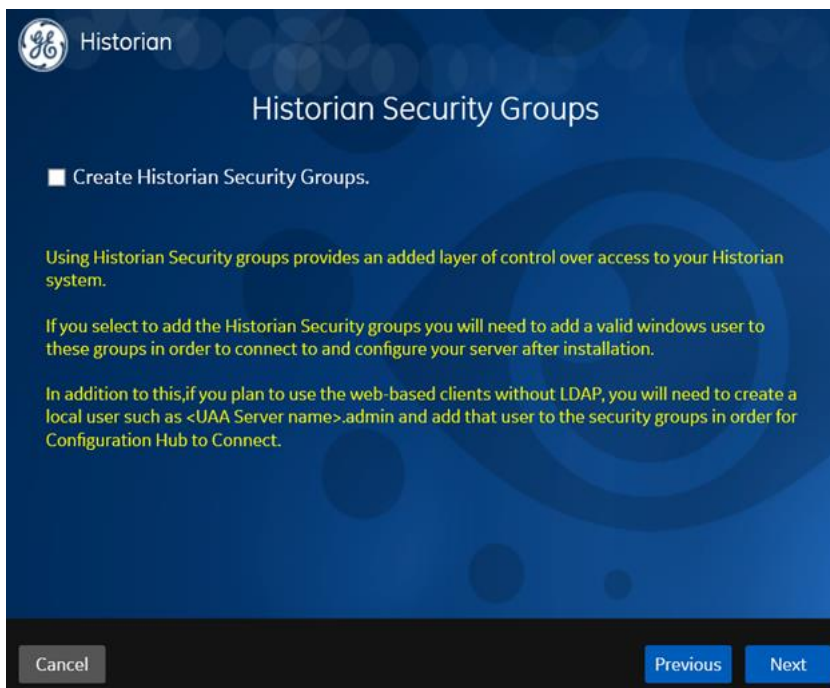 Historian
Historian Security Groups
Create Historian Security Groups.
Using Historian Security groups provides an added layer of control over access to your Historian
system.
If you select to add the Historian Security groups you will need to add a valid windows user to
these groups in order to connect to and configure your server after installation.
In addition to this,if you plan to use the web-based clients without LDAP, you will need to create a
local user such as <UAA Server name>.admin and add that user to the security groups in order for
Configuration Hub to Connect.
Cancel
Previous
Next